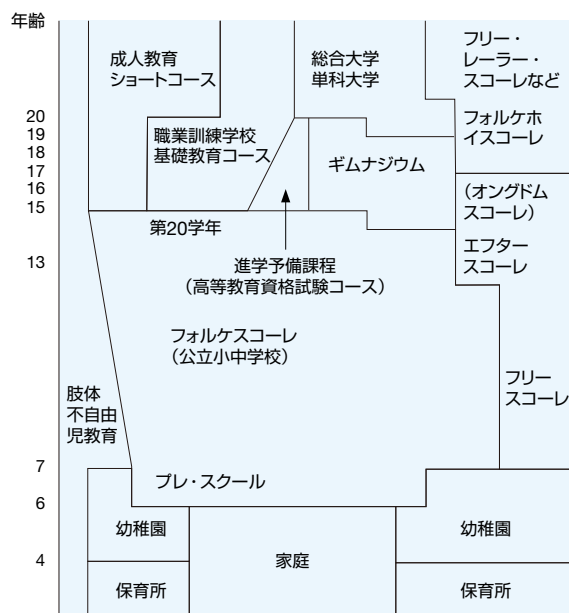 年齢
成人教育
ショートコース
総合大学
単科大学
フリー・
レーラー・
スコーレなど
20
19
18
17
16
15
職業訓練学校
基礎教育コース
ギムナジウム
フォルケホ
イスコーレ
第20学年
(オングドム
スコーレ)
13
進学予備課程
(高等教育資格試験コース)
エフター
スコーレ
フォルケスコーレ
(公立小中学校)
フリー
スコーレ
肢体
不自由
児教育
7
プレ・スクール
6
幼稚園
家庭
幼稚園
4
保育所
保育所